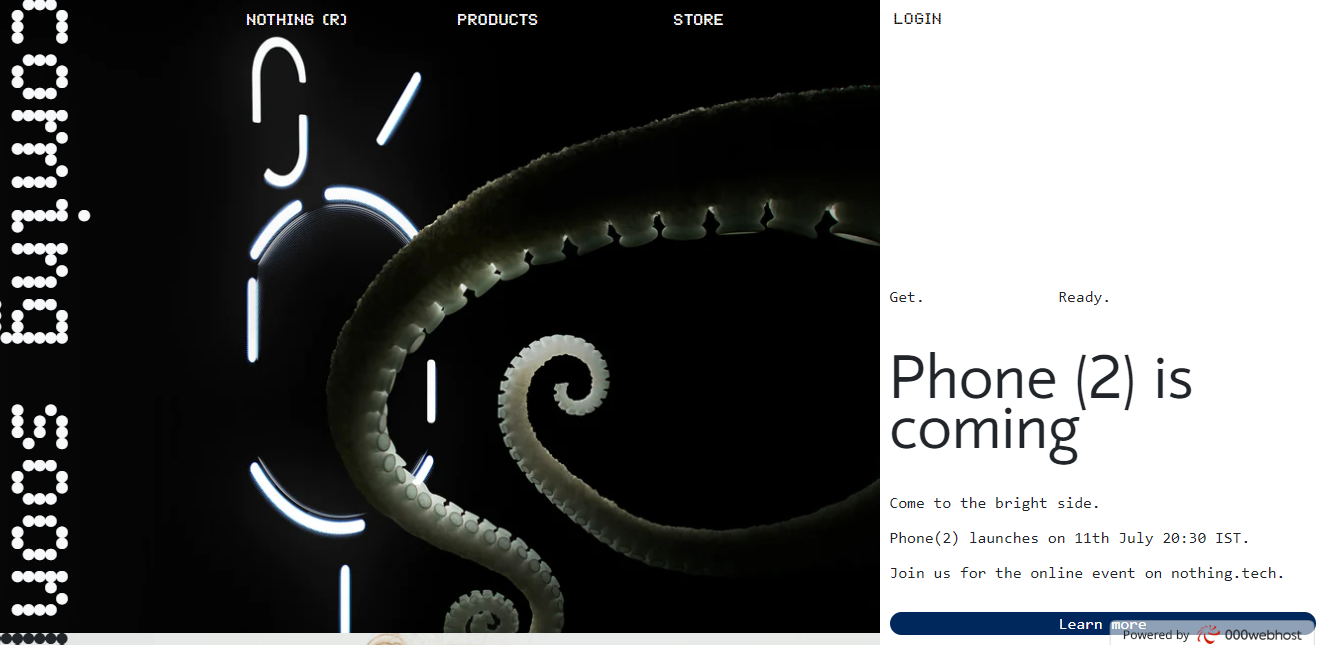 NOTHING (R)
PRODUCTS
STORE
LOGIN
coming soon
Get.
Ready.
Phone (2) is
coming
Come to the bright side.
Phone(2) launches on 11th July 20:30 IST.
Join us for the online event on nothing.tech.
Learn more
Powered by 000webhost